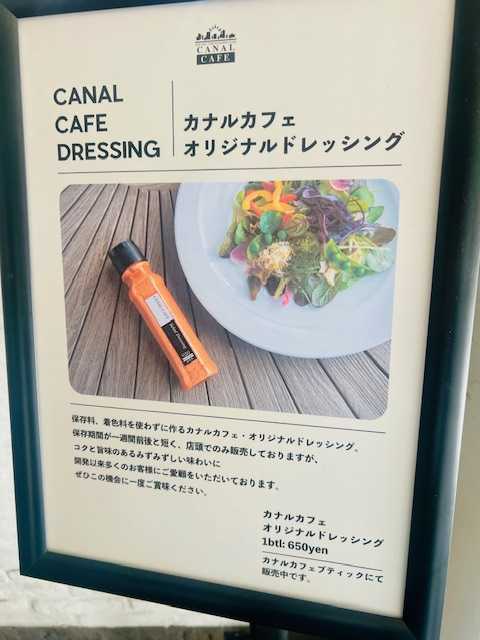 CANAL
CAFE
CANAL
CAFE
DRESSING
カナルカフェ
オリジナルドレッシング
保存料、着色料を使わずに作るカナルカフェ・オリジナルドレッシング。
保存期間が一週間前後と短く、店頭でのみ販売しておりますが、
コクと旨味のあるみずみずしい味わいに
開発以来多くのお客様にご愛顧をいただいております。
ぜひこの機会に一度ご賞味ください。
カナルカフェ
オリジナルドレッシング
1btl: 650yen
カナルカフェブティックにて
販売中です。